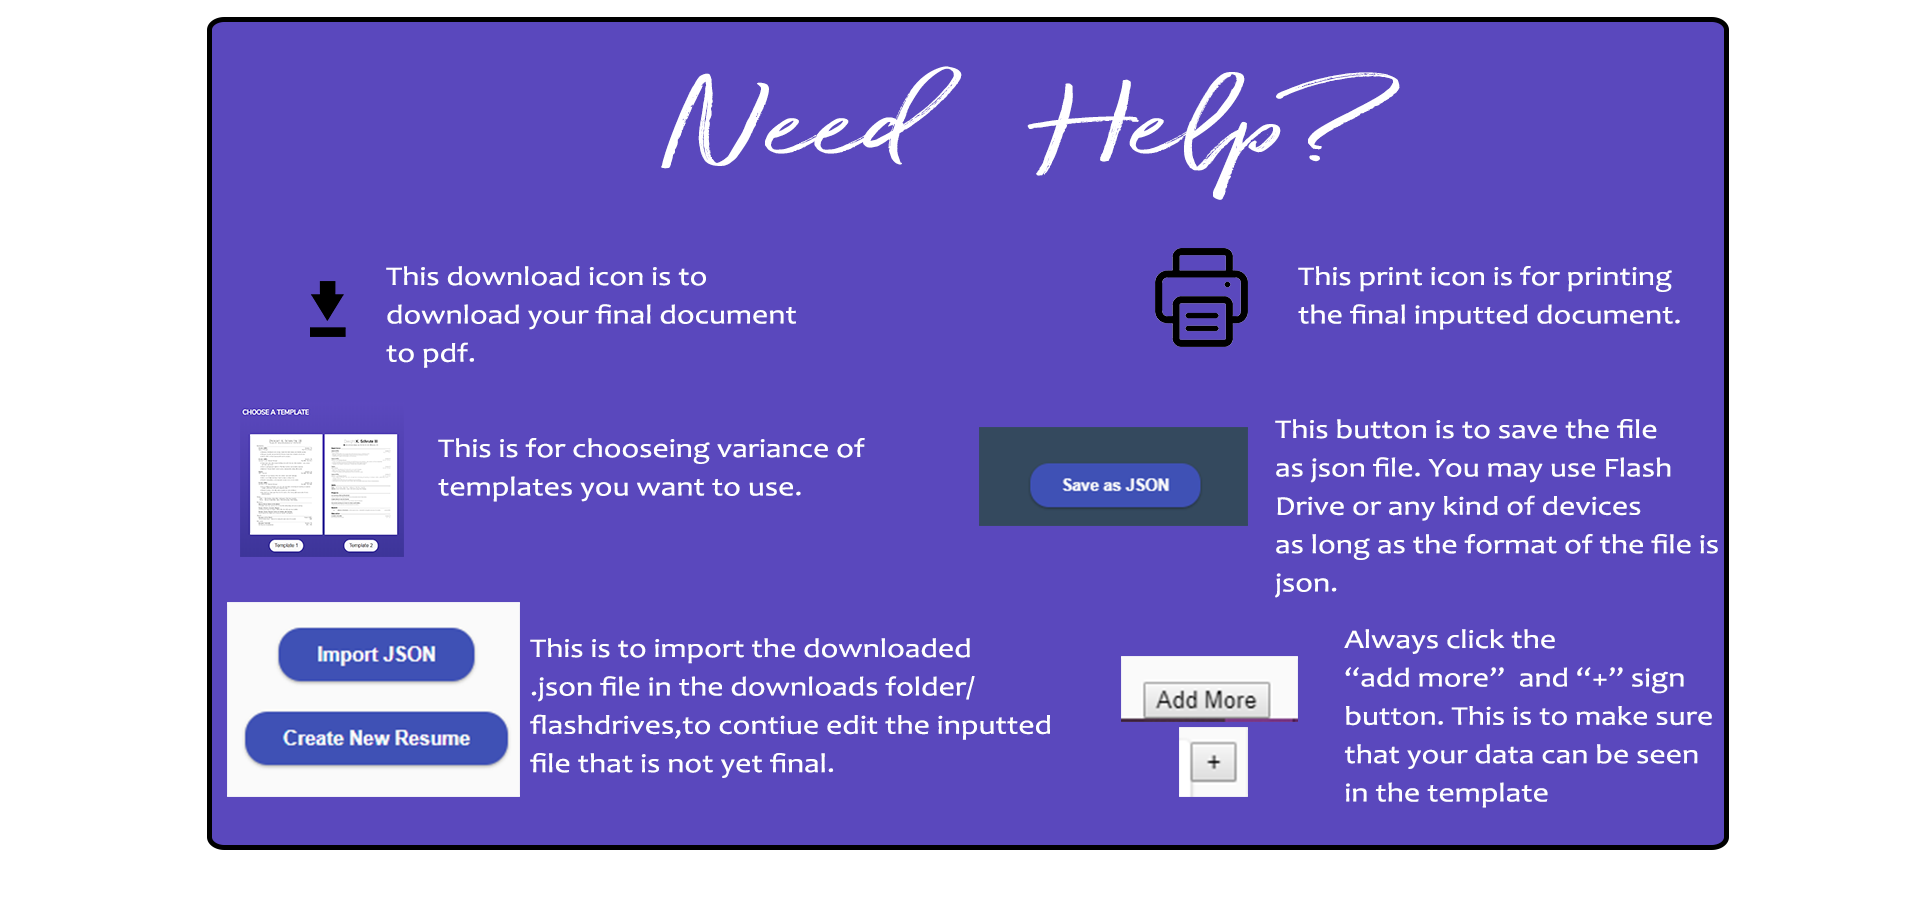 Need Help?
This download icon is to
download your final document
to pdf.
This print icon is for printing
the final inputted document.
CHOOSE A TEMPLATE
Template 1
Template 2
This is for chooseing variance of
templates you want to use.
Save as JSON
This button is to save the file
as json file. You may use Flash
Drive or any kind of devices
as long as the format of the file is
json.
Import JSON
Create New Resume
This is to import the downloaded
.json file in the downloads folder/
flashdrives,to contiue edit the inputted
file that is not yet final.
Add More
+
Always click the
“add more”  and “+” sign
button. This is to make sure
that your data can be seen
in the template